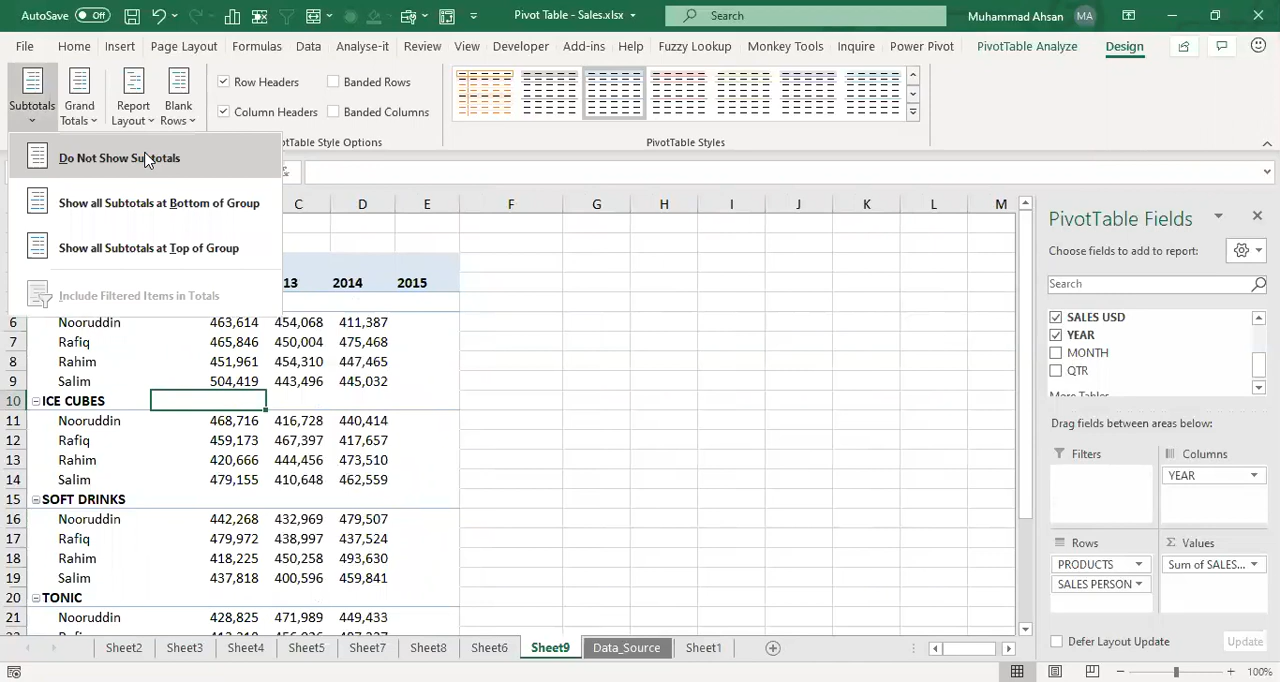 AutoSave Off Pivot Table - Sales.xlsx Search Muhammad Ahsan MA
File Home Insert Page Layout Formulas Data Analyse-it Review View Developer Add-ins Help Fuzzy Lookup Monkey Tools Inquire Power Pivot PivotTable Analyze Design
Subtotals Grand Totals Report Layout Blank Rows
Row Headers Banded Rows
Column Headers Banded Columns
tTable Style Options PivotTable Styles
Do Not Show Subtotals
Show all Subtotals at Bottom of Group
Show all Subtotals at Top of Group
Include Filtered Items in Totals
C D E F G H I J K L M
13 2014 2015
6 Nooruddin 463,614 454,068 411,387
7 Rafiq 465,846 450,004 475,468
8 Rahim 451,961 454,310 447,465
9 Salim 504,419 443,496 445,032
10 ICE CUBES
11 Nooruddin 468,716 416,728 440,414
12 Rafiq 459,173 467,397 417,657
13 Rahim 420,666 444,456 473,510
14 Salim 479,155 410,648 462,559
15 SOFT DRINKS
16 Nooruddin 442,268 432,969 479,507
17 Rafiq 479,972 438,997 437,524
18 Rahim 418,225 450,258 493,630
19 Salim 437,818 400,596 459,841
20 TONIC
21 Nooruddin 428,825 471,989 449,433
PivotTable Fields
Choose fields to add to report:
Search
SALES USD
YEAR
MONTH
QTR
More Tables
Drag fields between areas below:
Filters Columns
YEAR
Rows Values
PRODUCTS Sum of SALES...
SALES PERSON
Defer Layout Update Update
Sheet2 Sheet3 Sheet4 Sheet5 Sheet7 Sheet8 Sheet6 Sheet9 Data_Source Sheet1
100%